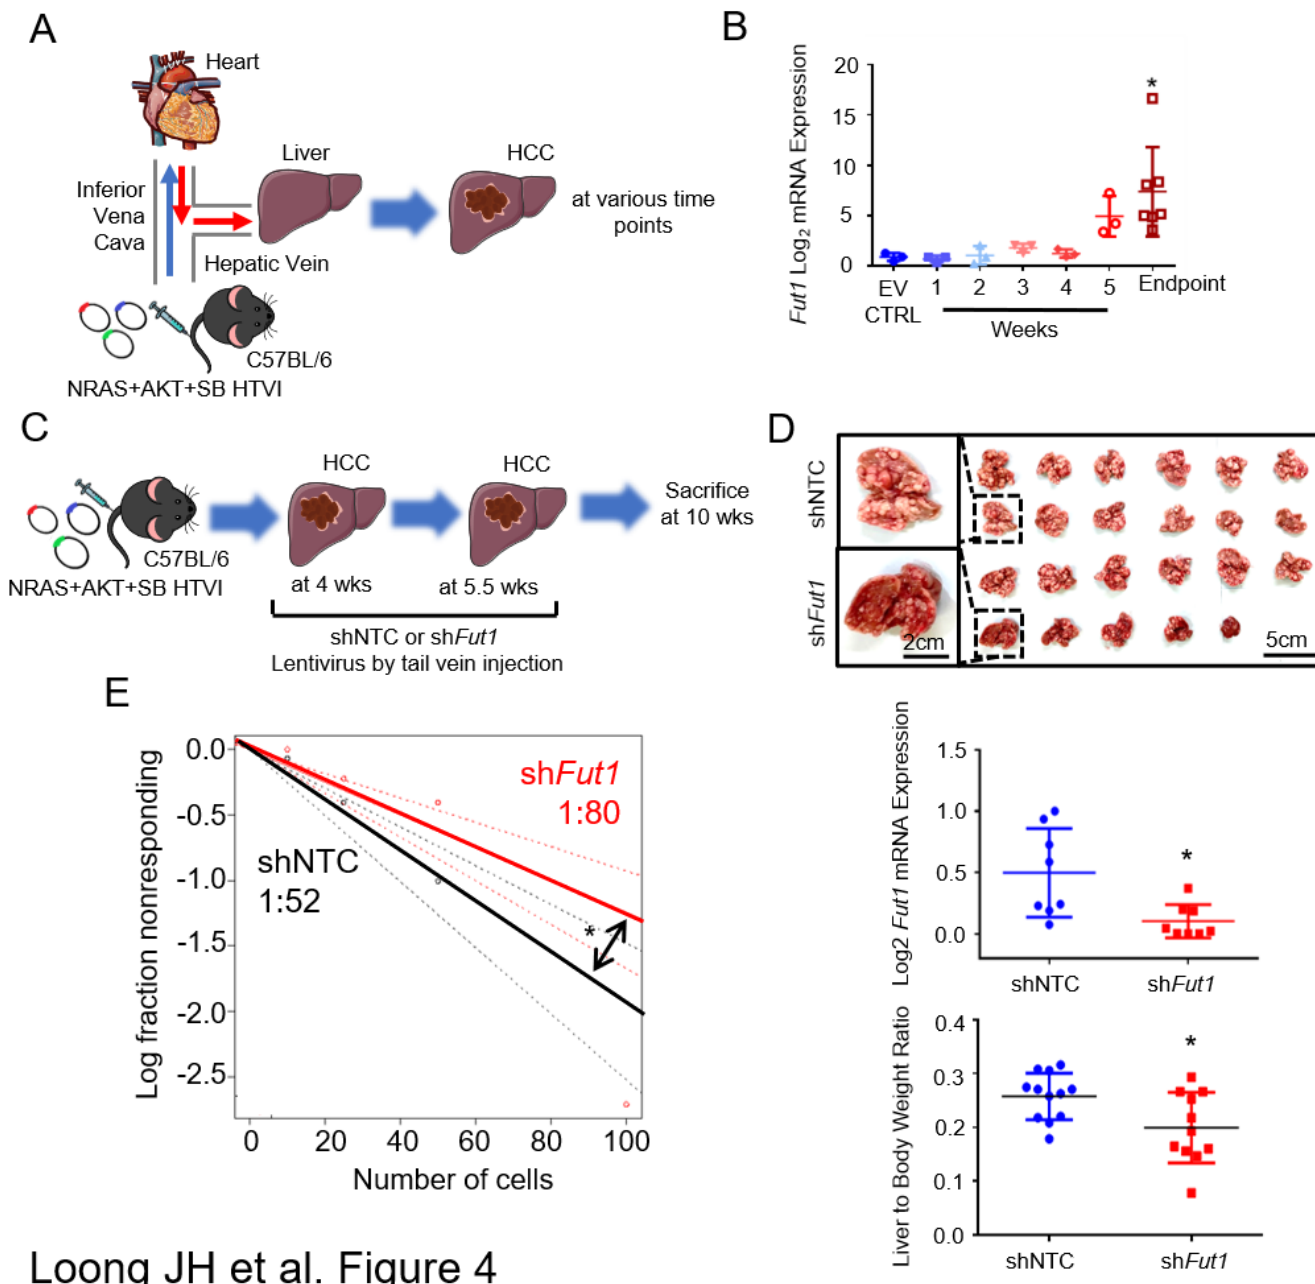 A
Heart
Inferior
Vena
Cava
Liver
HCC
at various time
points
Hepatic Vein
C57BL/6
NRAS+AKT+SB HTVI
B
Fut1 Log2 mRNA Expression
20
15
10
5
0
*
EV
CTRL
1
2
3
4
5
Endpoint
Weeks
C
C57BL/6
NRAS+AKT+SB HTVI
HCC
at 4 wks
HCC
at 5.5 wks
Sacrifice
at 10 wks
shNTC or shFut1
Lentivirus by tail vein injection
D
shNTC
shFut1
2cm
5cm
E
Log fraction nonresponding
0.0
-0.5
-1.0
-1.5
-2.0
-2.5
shFut1
1:80
shNTC
1:52
*
0
20
40
60
80
100
Number of cells
Log2 Fut1 mRNA Expression
1.5
1.0
0.5
0.0
*
shNTC
shFut1
Liver to Body Weight Ratio
0.4
0.3
0.2
0.1
0.0
*
shNTC
shFut1
Loong JH et al. Figure 4